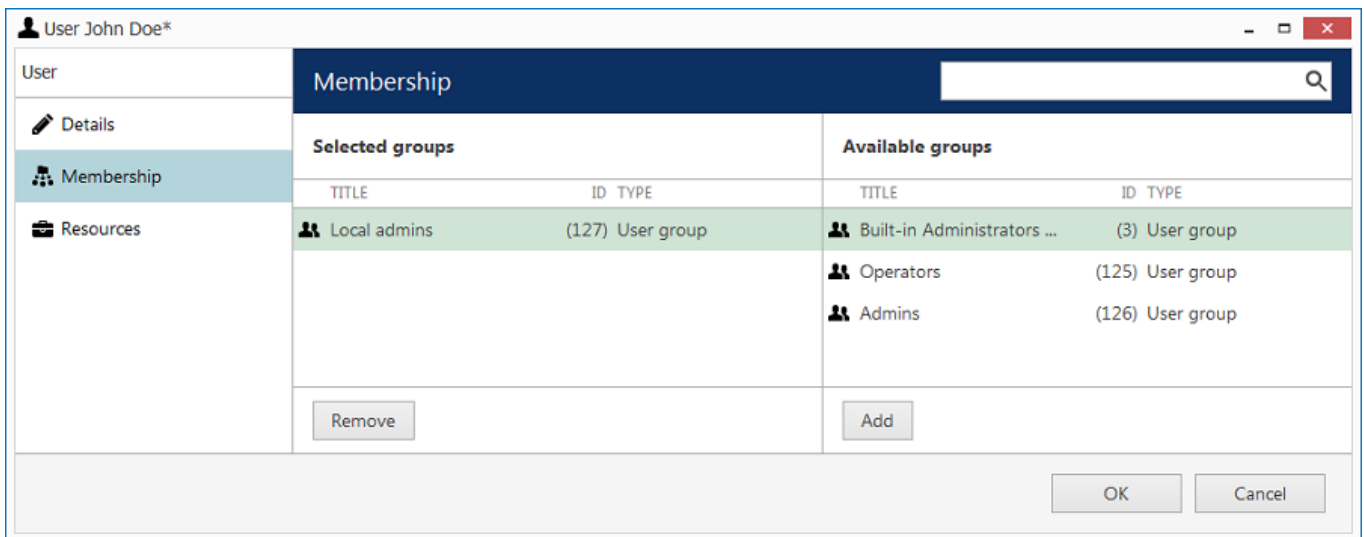 User John Doe*
User
Details
Membership
Resources
Membership
Selected groups
TITLE ID TYPE
Local admins (127) User group
Remove
Available groups
TITLE ID TYPE
Built-in Administrators ... (3) User group
Operators (125) User group
Admins (126) User group
Add
OK Cancel